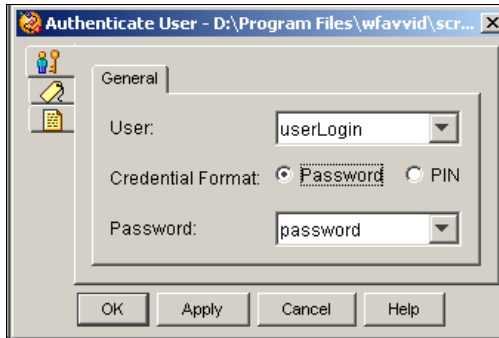 Authenticate User - D:\Program Files\wfavvid\scr...
General
User: userLogin
Credential Format: Password PIN
Password: password
OK Apply Cancel Help